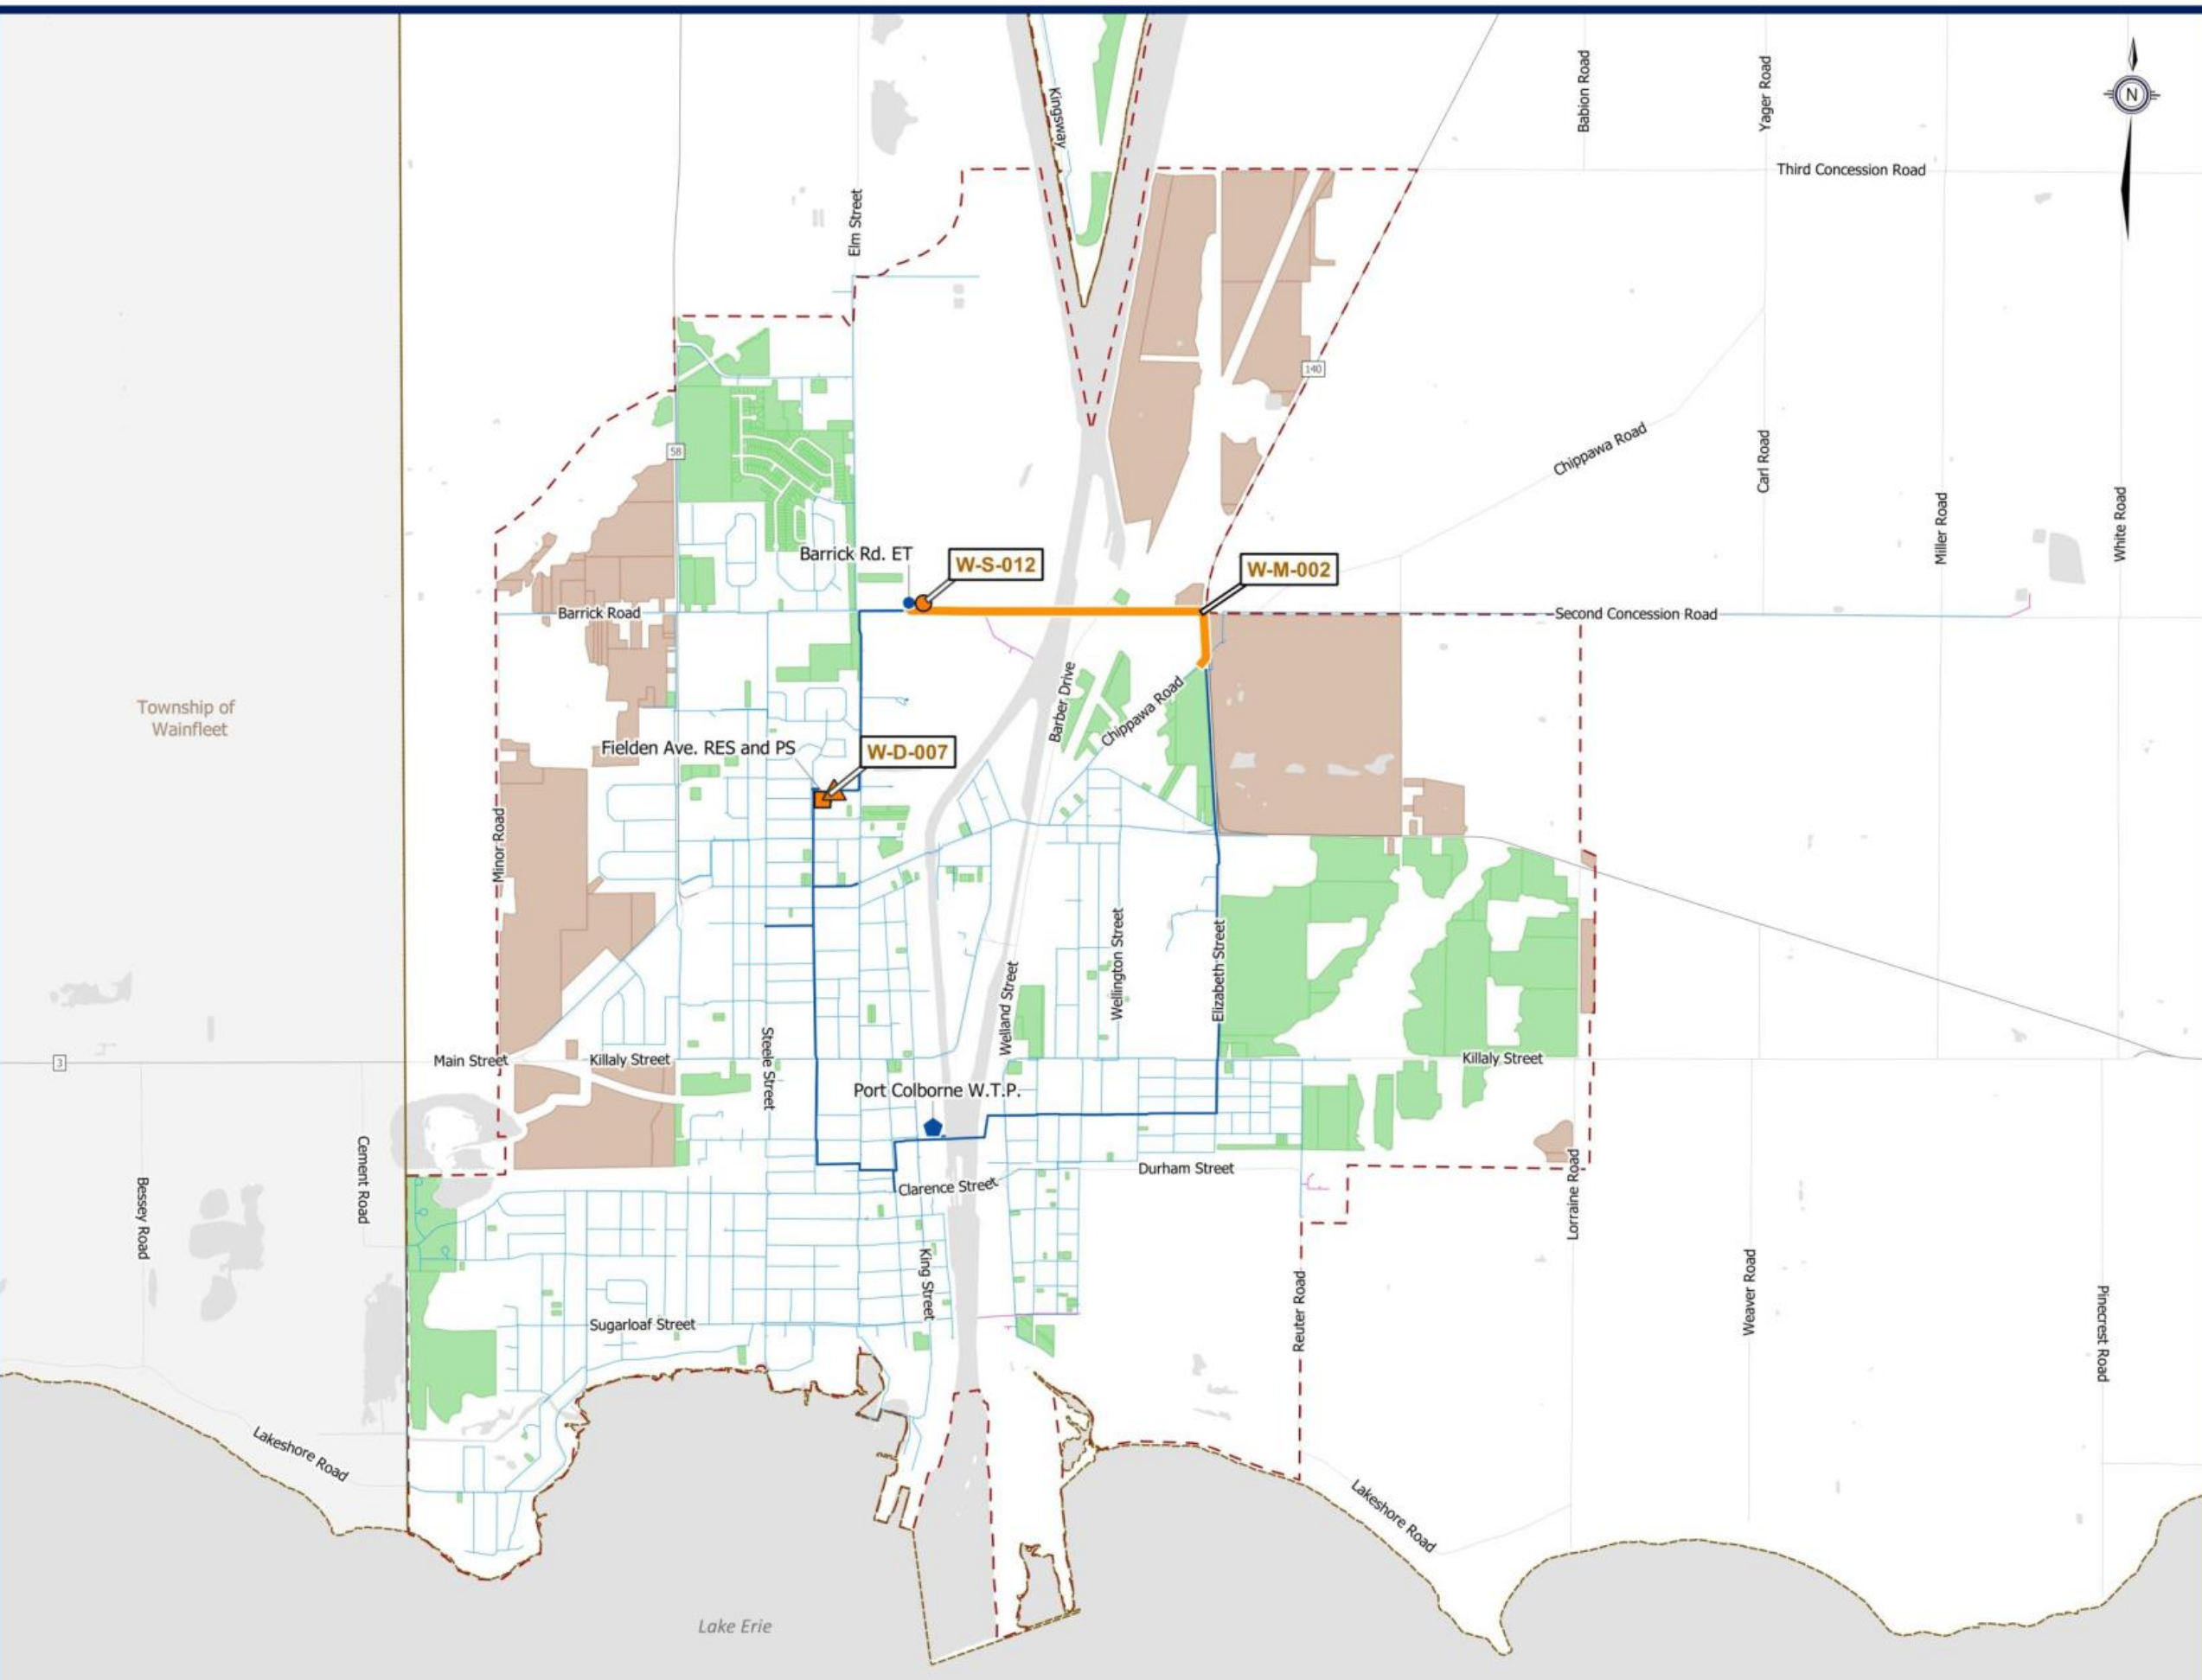 Kingsway
Babion Road
Yager Road
N
Third Concession Road
Elm Street
140
58
Chippawa Road
Carl Road
Miller Road
White Road
Barrick Rd. ET
W-S-012
W-M-002
Barrick Road
Second Concession Road
Township of
Wainfleet
Barber Drive
Chippawa Road
Fielden Ave. RES and PS
W-D-007
Minor Road
Wellington Street
Elizabeth Street
Welland Street
Steele Street
3
Main Street
Killaly Street
Killaly Street
Port Colborne W.T.P.
Cement Road
Bessey Road
Durham Street
Clarence Street
Lorraine Road
King Street
Reuter Road
Weaver Road
Pinecrest Road
Sugarloaf Street
Lakeshore Road
Lakeshore Road
Lake Erie